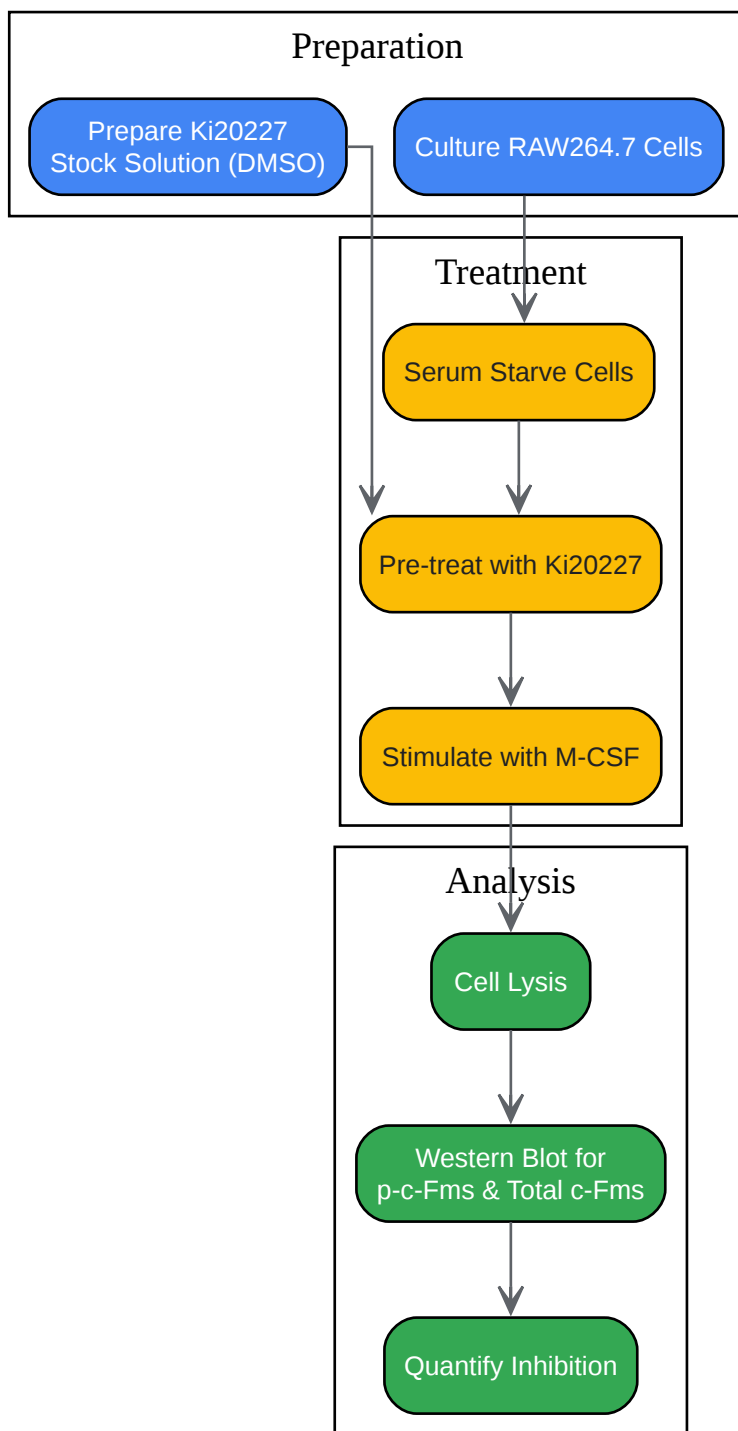 Preparation
Prepare Ki20227
Stock Solution (DMSO)
Culture RAW264.7 Cells
Treatment
Serum Starve Cells
Pre-treat with Ki20227
Stimulate with M-CSF
Analysis
Cell Lysis
Western Blot for
p-c-Fms & Total c-Fms
Quantify Inhibition